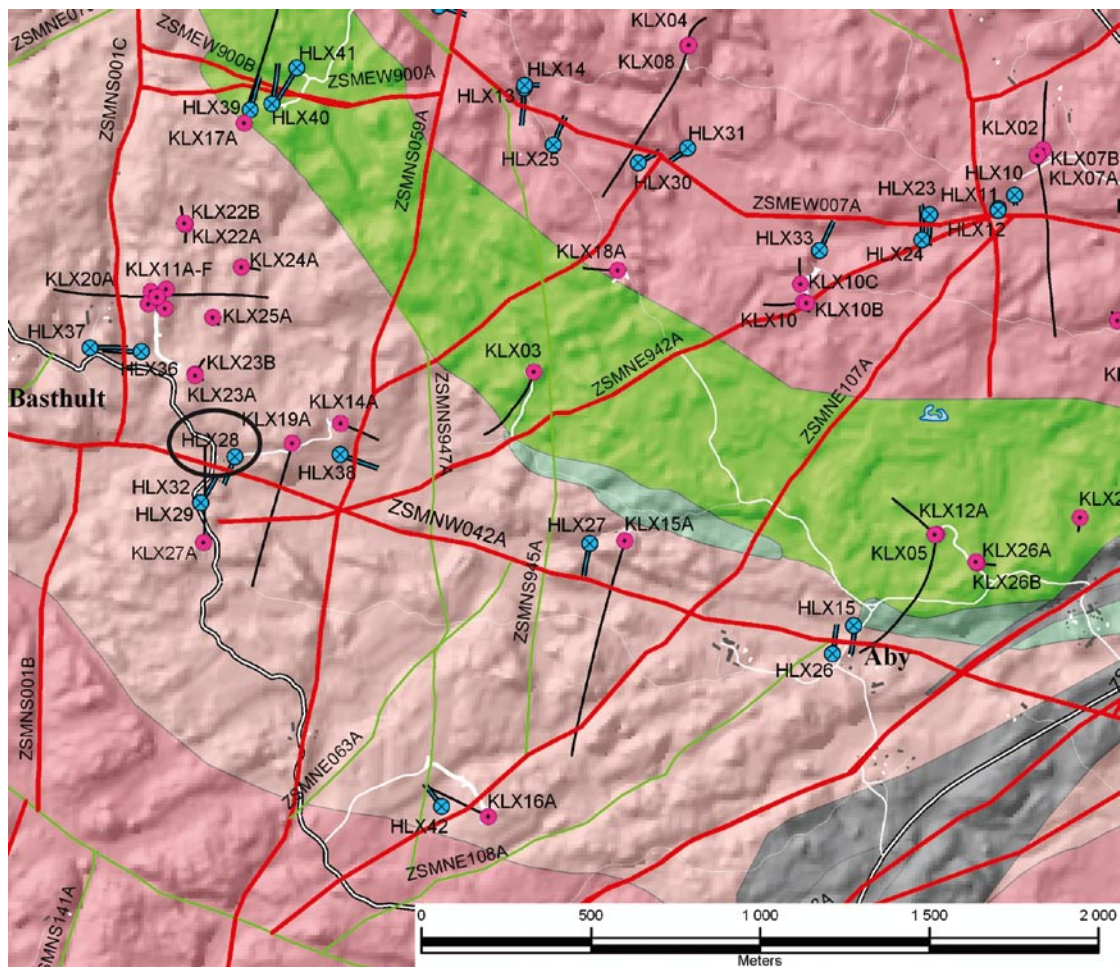 ZSMNE07
ZSMNS001C
ZSMEW900B
HLX41
ZSMEW900A
KLX04
KLX08
HLX14
HLX13
HLX39
HLX40
KLX17A
ZSMNS059A
HLX25
HLX31
HLX30
KLX02
KLX07B
KLX07A
HLX10
HLX11
HLX12
HLX23
ZSMEW007A
HLX24
HLX33
KLX22B
KLX22A
KLX24A
KLX20A
KLX11A-F
KLX25A
KLX18A
KLX10C
KLX10B
KLX10
HLX37
HLX36
KLX23B
KLX23A
KLX03
ZSMNE942A
ZSMNE107A
Basthult
KLX19A
KLX14A
HLX28
HLX38
ZSMNS947A
HLX32
HLX29
KLX27A
ZSMNW042A
HLX27
KLX15A
ZSMNS945A
KLX12A
KLX05
KLX26A
KLX26B
KLX2
HLX15
HLX26
Aby
ZSMNS001B
ZSMNE063A
HLX42
KLX16A
ZSMNE108A
MNS141A
0 500 1 000 1 500 2 000
Meters